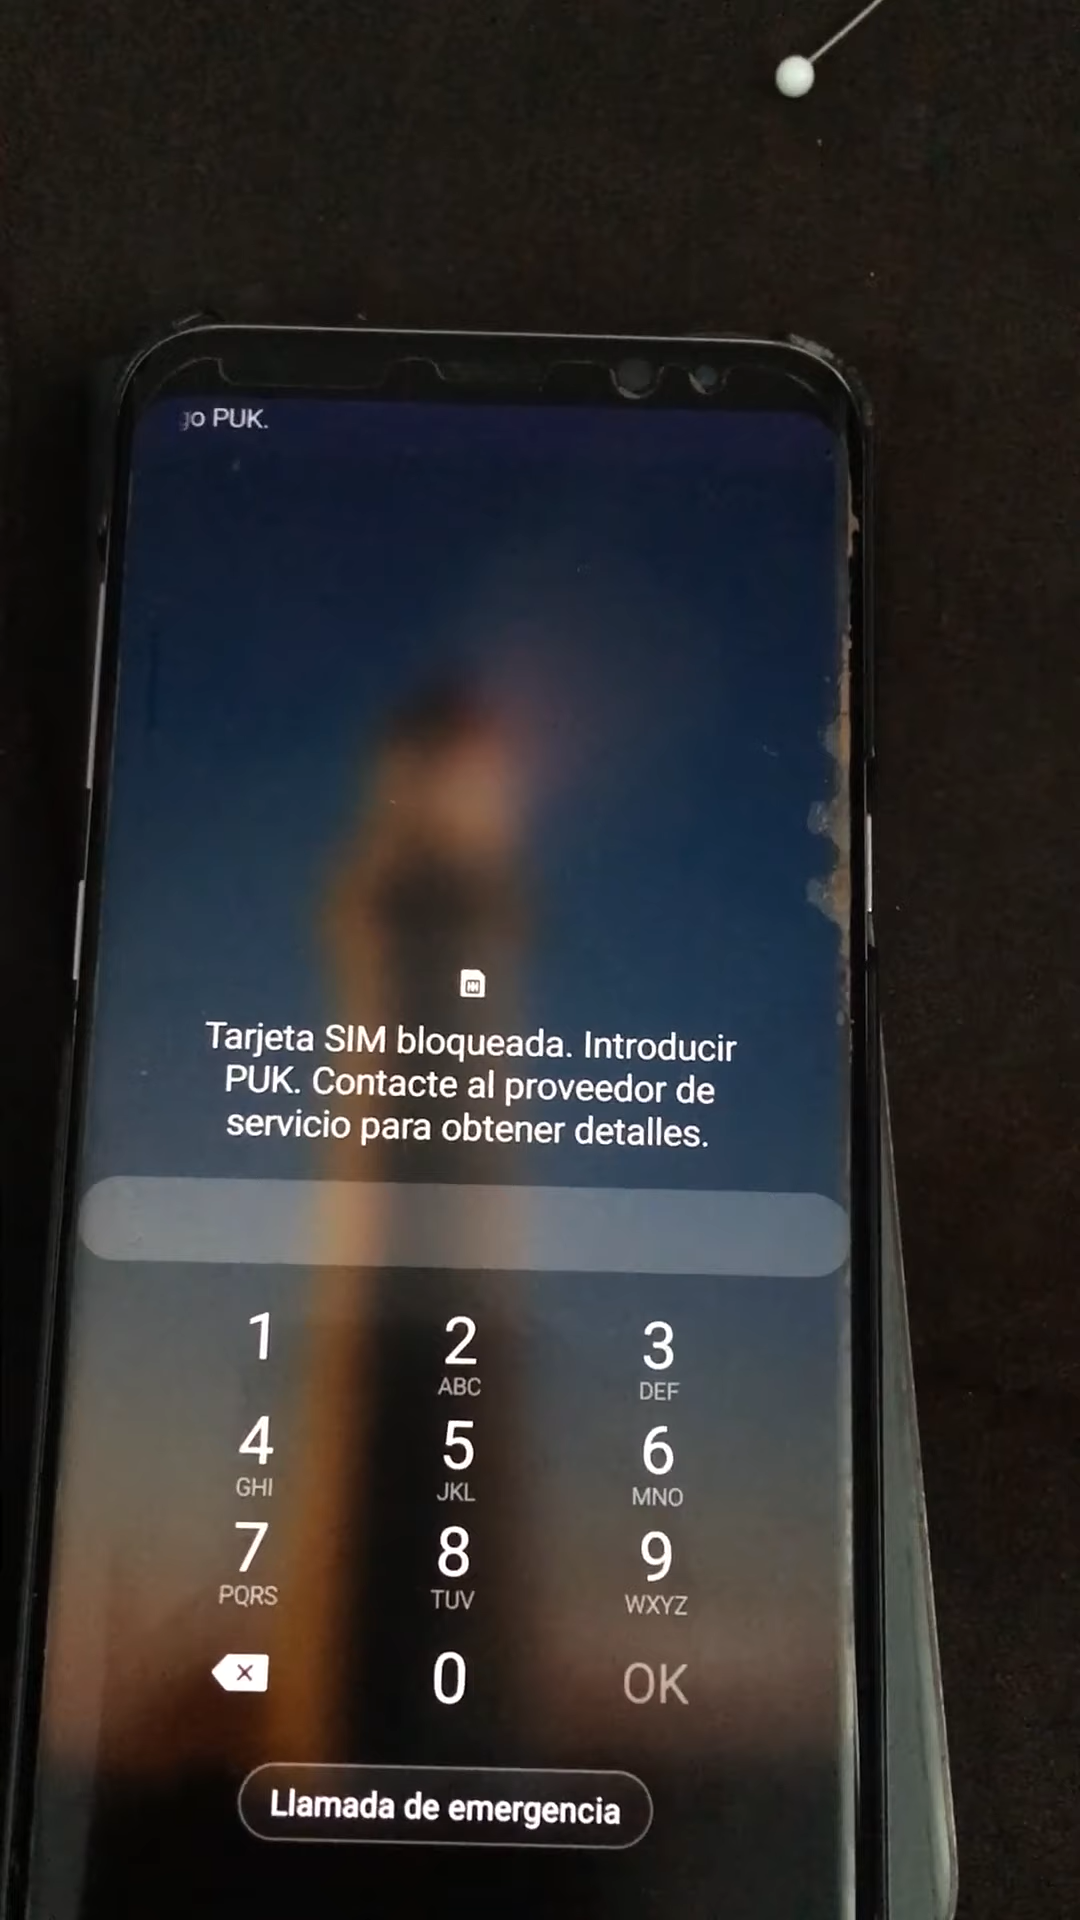 go PUK.
Tarjeta SIM bloqueada. Introducir
PUK. Contacte al proveedor de
servicio para obtener detalles.
1 2 3
ABC DEF
4 5 6
GHI JKL MNO
7 8 9
PQRS TUV WXYZ
0 OK
Llamada de emergencia